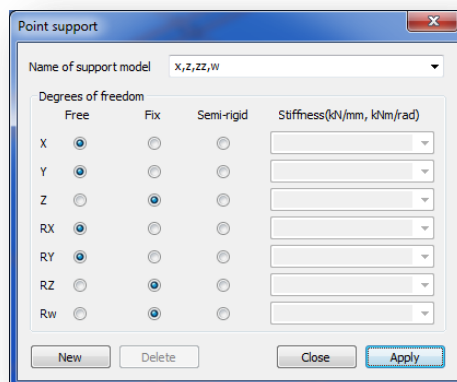 Point support
Name of support model x,z,zz,w
Degrees of freedom
Free Fix Semi-rigid Stiffness(kN/mm, kNm/rad)
X
Y
Z
RX
RY
RZ
Rw
New Delete Close Apply